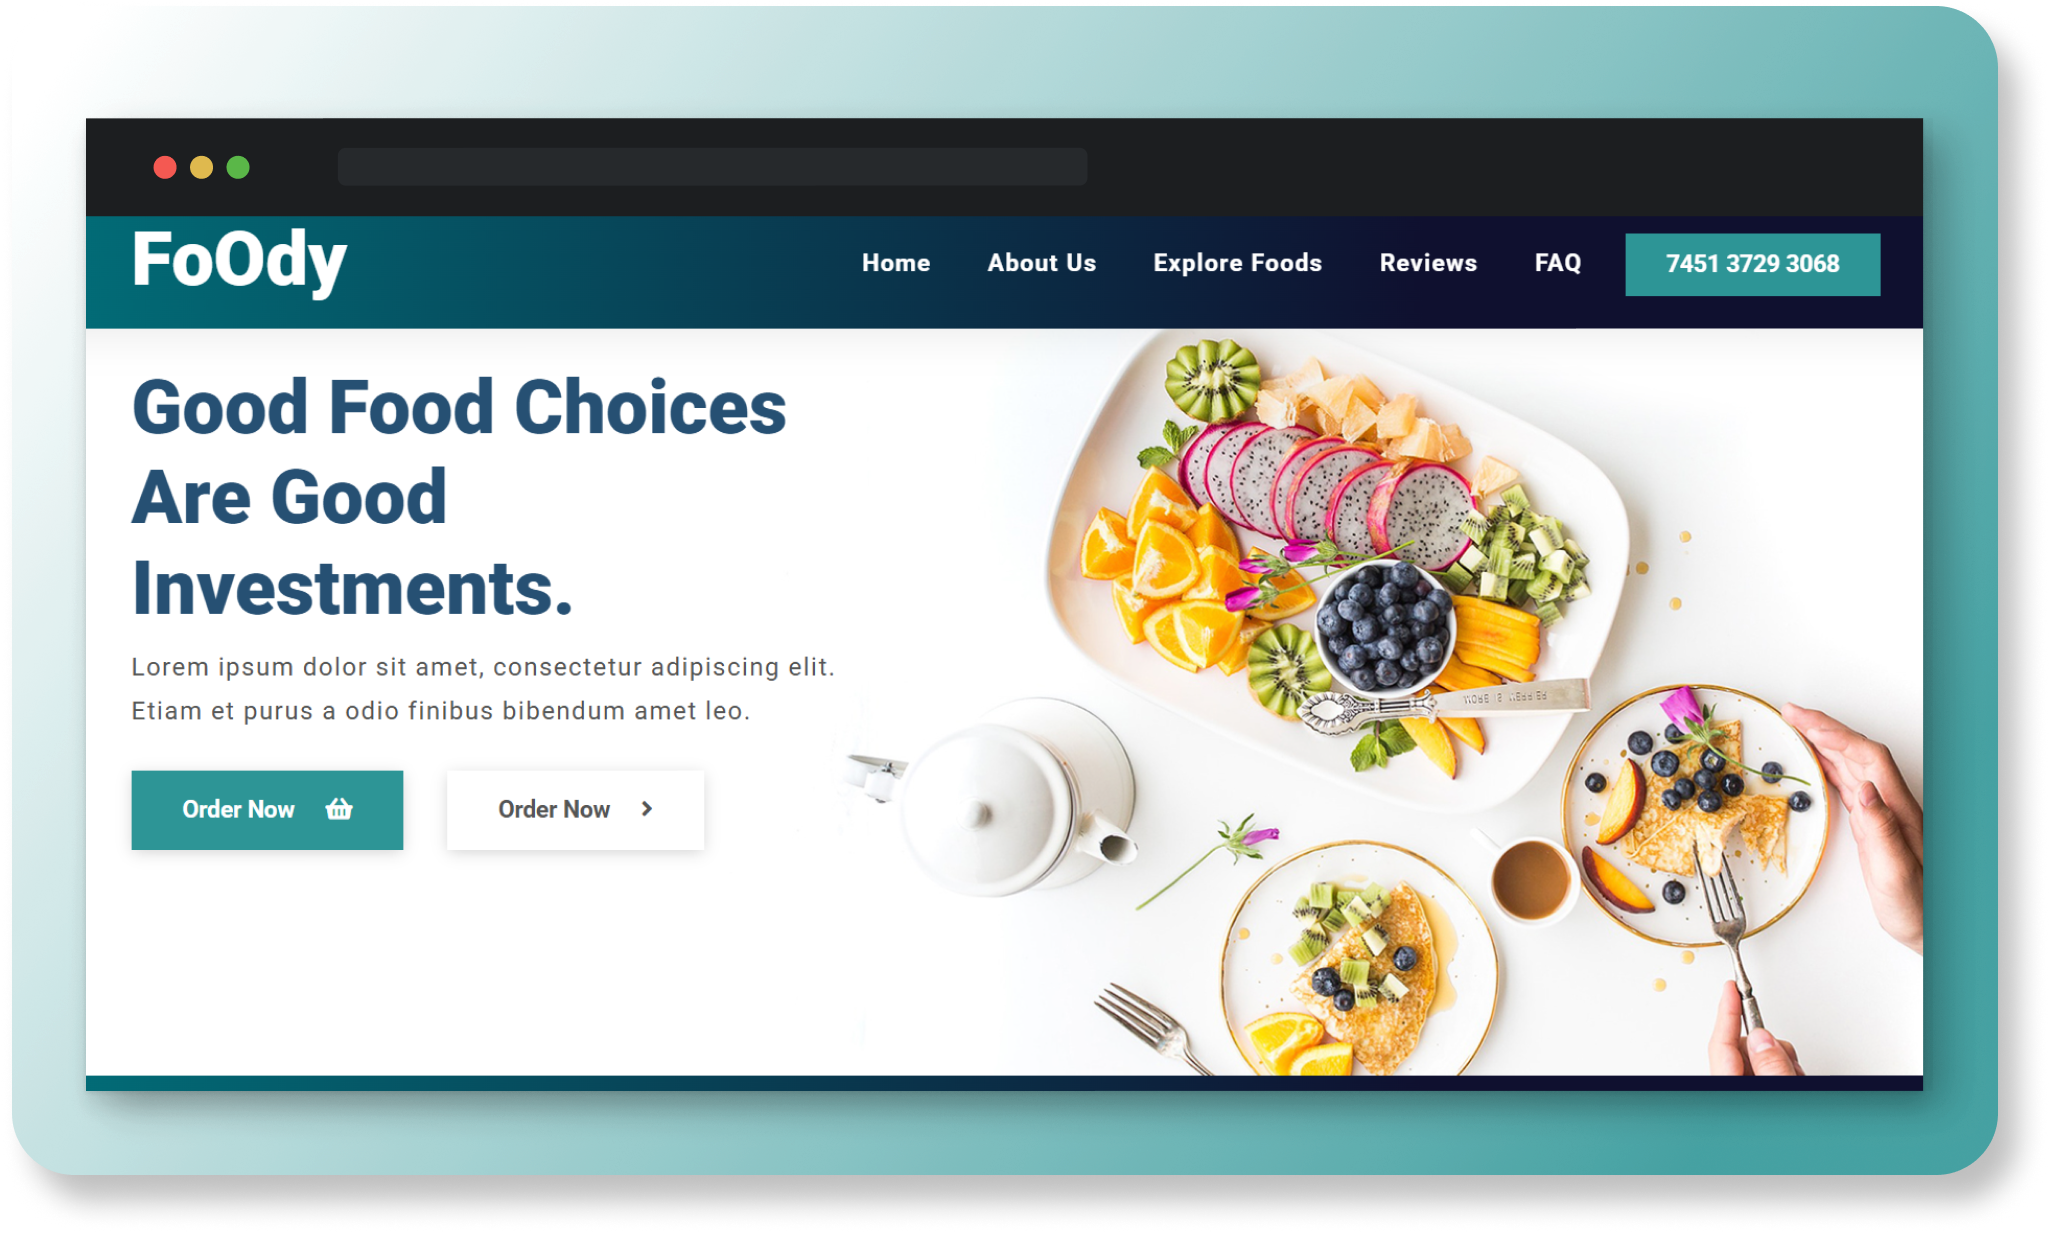 FoOdy
Home About Us Explore Foods Reviews FAQ 7451 3729 3068
Good Food Choices
Are Good
Investments.
Lorem ipsum dolor sit amet, consectetur adipiscing elit.
Etiam et purus a odio finibus bibendum amet leo.
Order Now Order Now